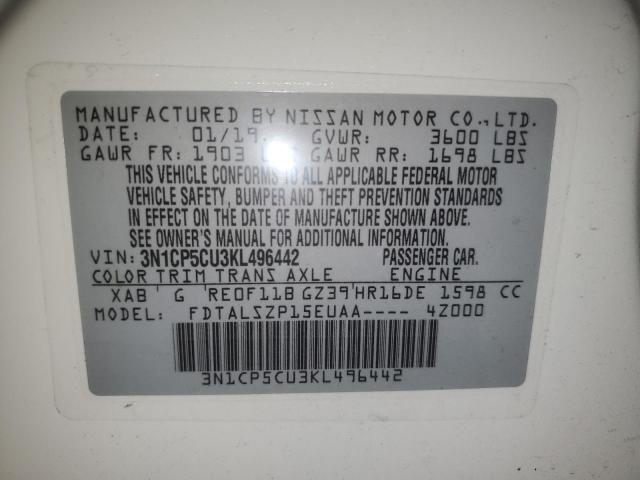 MANUFACTURED BY NISSAN MOTOR CO., LTD.
DATE: 01/19 GVWR: 3600 LBS
GAWR FR: 1903 GAWR RR: 1698 LBS
THIS VEHICLE CONFORMS TO ALL APPLICABLE FEDERAL MOTOR
VEHICLE SAFETY, BUMPER AND THEFT PREVENTION STANDARDS
IN EFFECT ON THE DATE OF MANUFACTURE SHOWN ABOVE.
SEE OWNER'S MANUAL FOR ADDITIONAL INFORMATION.
VIN: 3N1CP5CU3KL496442 PASSENGER CAR.
COLOR TRIM TRANS AXLE ENGINE
XAB G RE0F11B GZ39 HR16DE 1598 CC
MODEL: FDTALSZP15EUAA---- 4Z000
3N1CP5CU3KL496442